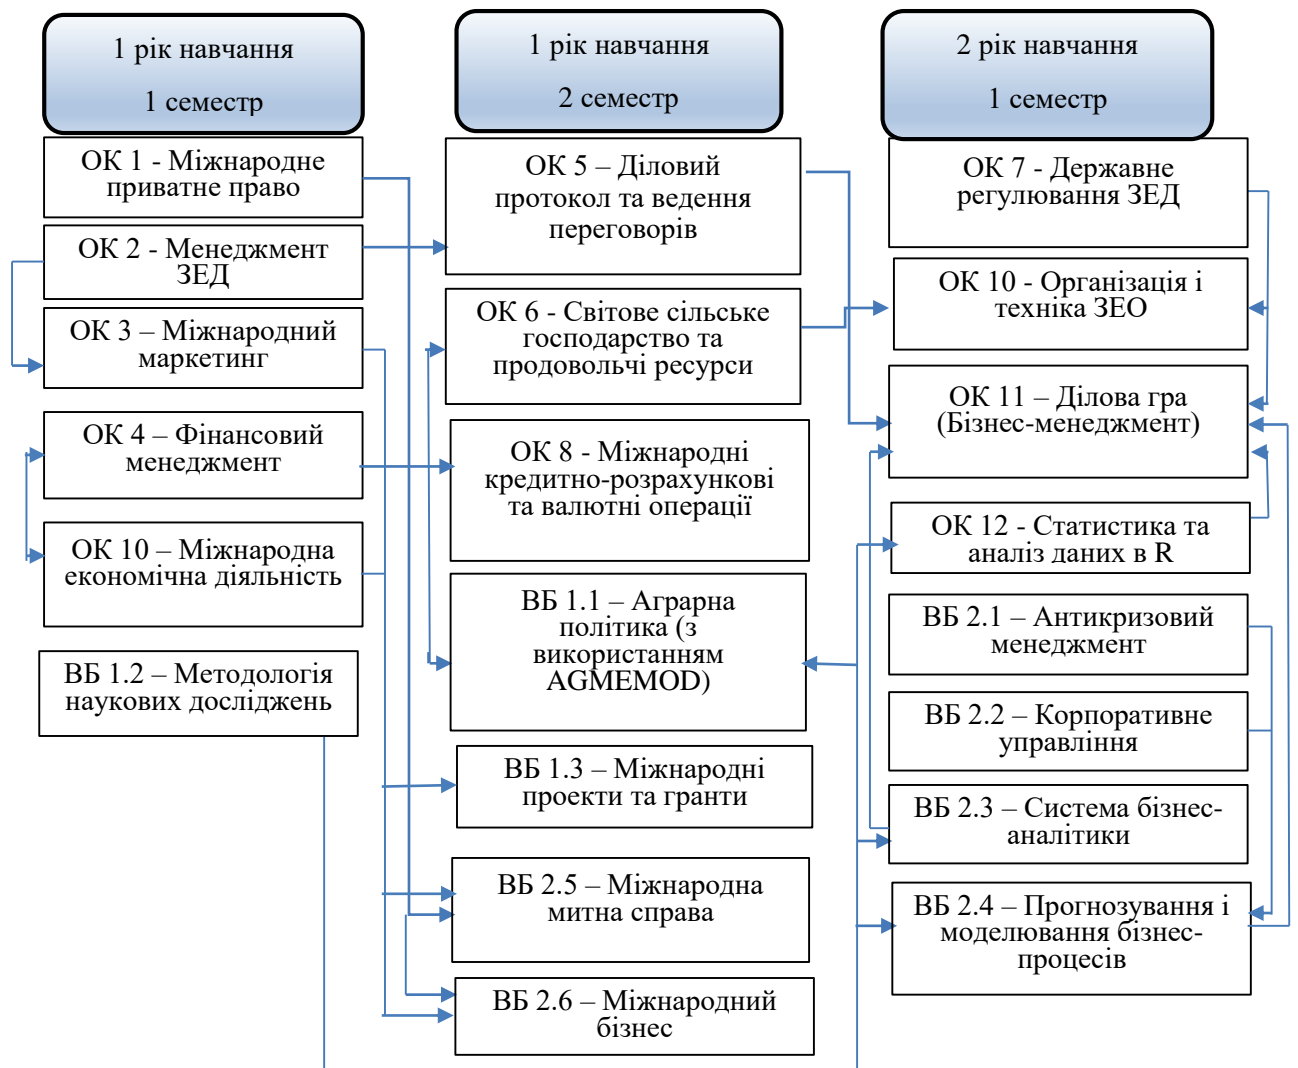 1 рік навчання
1 семестр
ОК 1 - Міжнародне
приватне право
ОК 2 - Менеджмент
ЗЕД
ОК 3 – Міжнародний
маркетинг
ОК 4 – Фінансовий
менеджмент
ОК 10 – Міжнародна
економічна діяльність
ВБ 1.2 – Методологія
наукових досліджень
1 рік навчання
2 семестр
ОК 5 – Діловий
протокол та ведення
переговорів
ОК 6 - Світове сільське
господарство та
продовольчі ресурси
ОК 8 - Міжнародні
кредитно-розрахункові
та валютні операції
ВБ 1.1 – Аграрна
політика (з
використанням
AGMEMOD)
ВБ 1.3 – Міжнародні
проекти та гранти
ВБ 2.5 – Міжнародна
митна справа
ВБ 2.6 – Міжнародний
бізнес
2 рік навчання
1 семестр
ОК 7 - Державне
регулювання ЗЕД
ОК 10 - Організація і
техніка ЗЕО
ОК 11 – Ділова гра
(Бізнес-менеджмент)
ОК 12 - Статистика та
аналіз даних в R
ВБ 2.1 – Антикризовий
менеджмент
ВБ 2.2 – Корпоративне
управління
ВБ 2.3 – Система бізнес-
аналітики
ВБ 2.4 – Прогнозування і
моделювання бізнес-
процесів